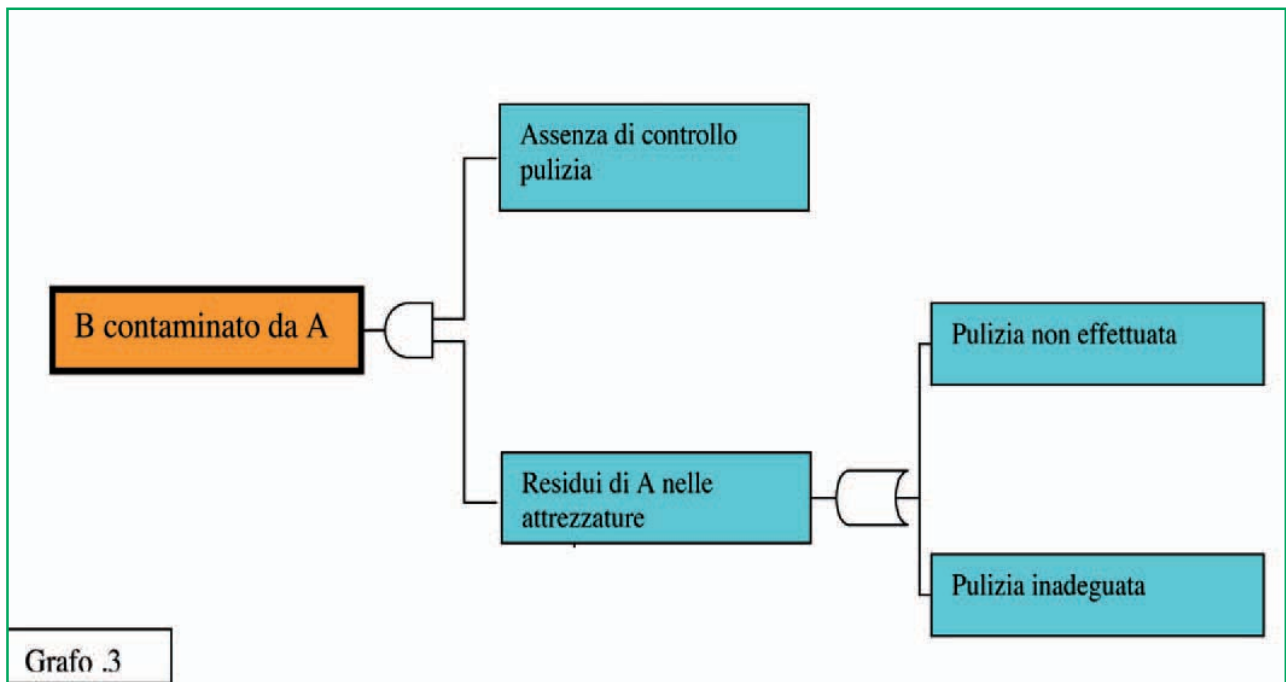 Assenza di controllo
pulizia
B contaminato da A
Pulizia non effettuata
Residui di A nelle
attrezzature
Pulizia inadeguata
Grafo .3